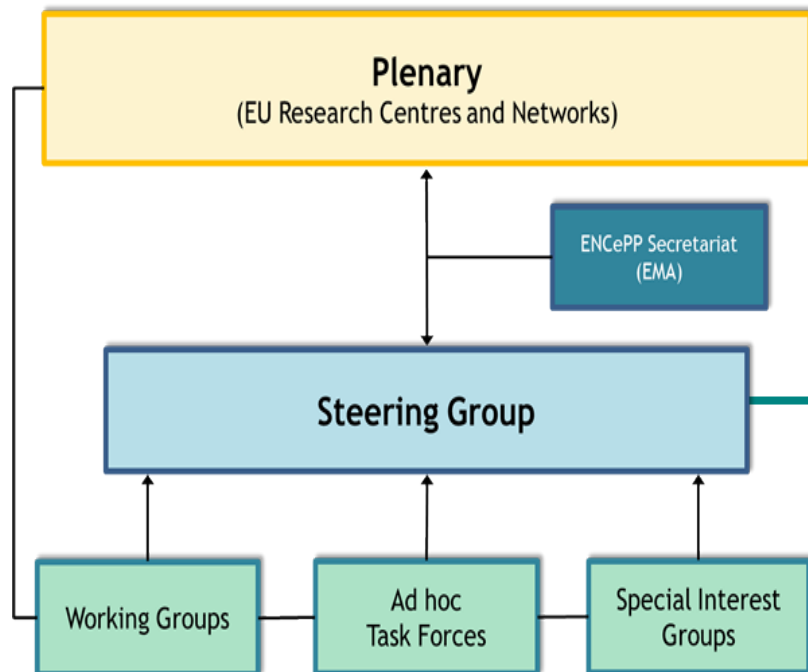 Plenary
(EU Research Centres and Networks)
ENCePP Secretariat
(EMA)
Steering Group
Working Groups
Ad hoc
Task Forces
Special Interest
Groups